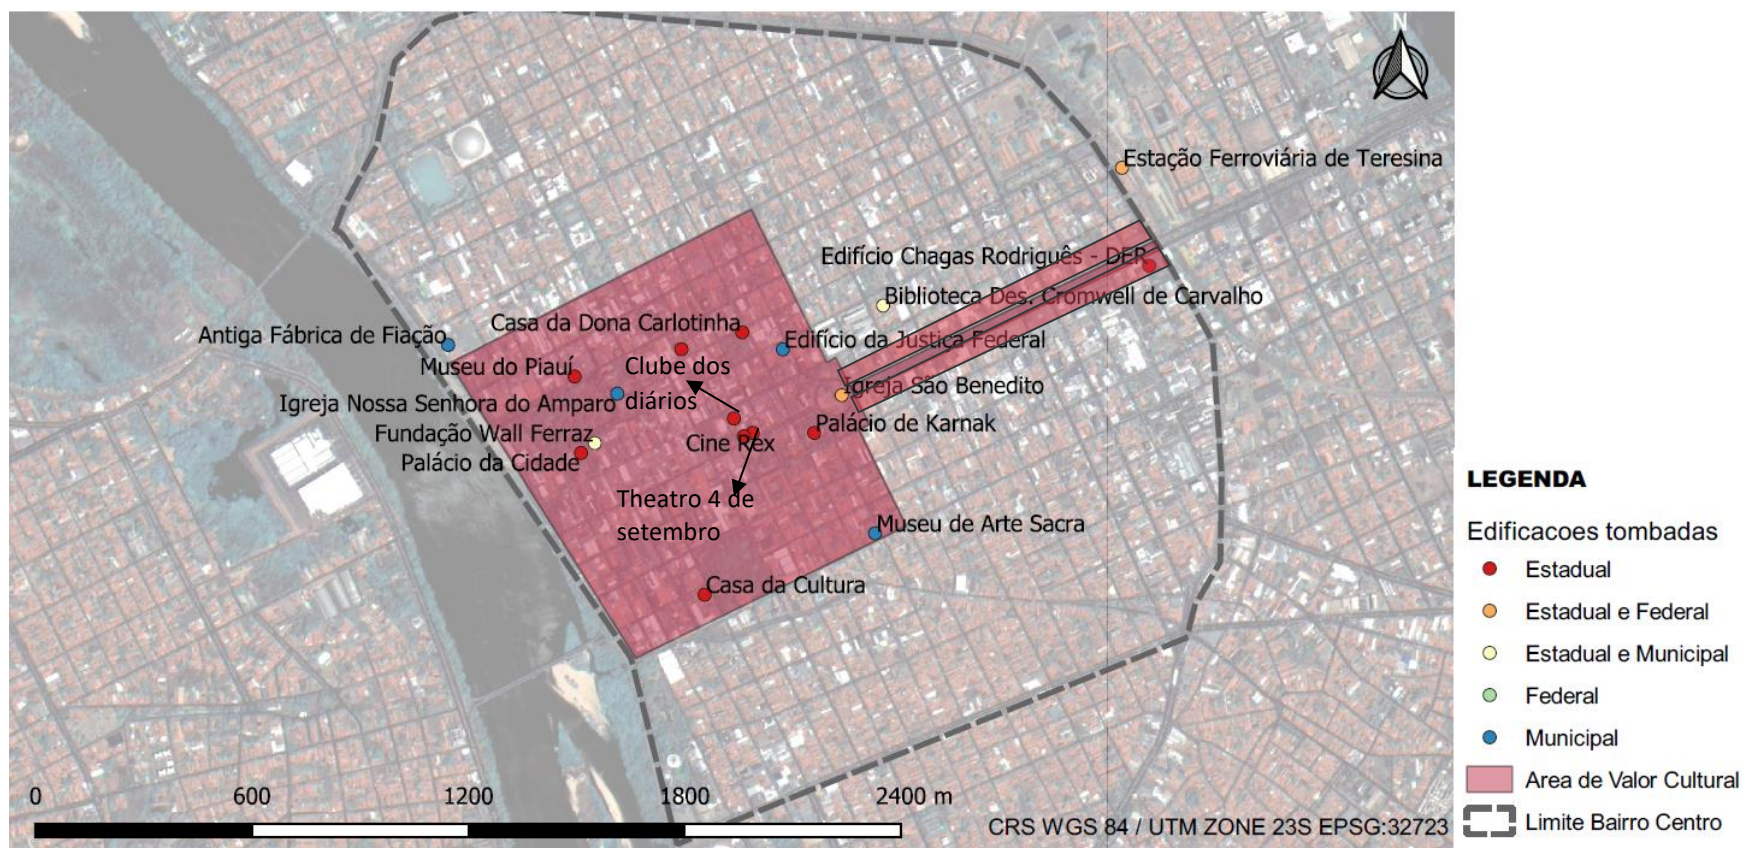 N
Estação Ferroviária de Teresina
Edifício Chagas Rodriguês - DER
Biblioteca Des. Cromwell de Carvalho
Casa da Dona Carlotinha
Antiga Fábrica de Fiação
Edifício da Justiça Federal
Museu do Piauí
Clube dos
diários
Igreja São Benedito
Igreja Nossa Senhora do Amparo
Palácio de Karnak
Fundação Wall Ferraz
Cine Rex
Palácio da Cidade
Theatro 4 de
setembro
Museu de Arte Sacra
Casa da Cultura
0 600 1200 1800 2400 m
CRS WGS 84 / UTM ZONE 23S EPSG:32723
LEGENDA
Edificacoes tombadas
Estadual
Estadual e Federal
Estadual e Municipal
Federal
Municipal
Area de Valor Cultural
Limite Bairro Centro